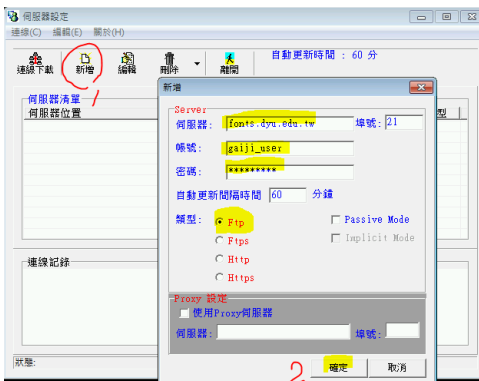 伺服器設定
連線(C) 編輯(E) 關於(H)
連線下載 新增 編輯 刪除 離開 自動更新時間 : 60 分
伺服器清單
伺服器位置
型
新增
Server
伺服器: fonts.dyu.edu.tw 埠號: 21
帳號: gaiji_user
密碼: *********
自動更新間隔時間 60 分鐘
類型: Ftp Passive Mode
Ftps Implicit Mode
Http
Https
Proxy 設定
使用Proxy伺服器
伺服器: 埠號:
確定 取消
連線記錄
狀態:
1
2